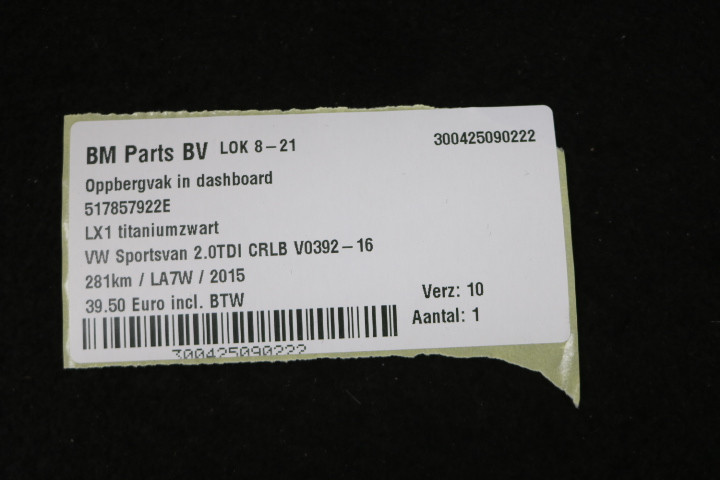 BM Parts BV LOK 8-21 300425090222
Oppbergvak in dashboard
517857922E
LX1 titaniumzwart
VW Sportsvan 2.0TDI CRLB V0392-16
281km / LA7W / 2015
39.50 Euro incl. BTW Verz: 10
Aantal: 1
300425090222